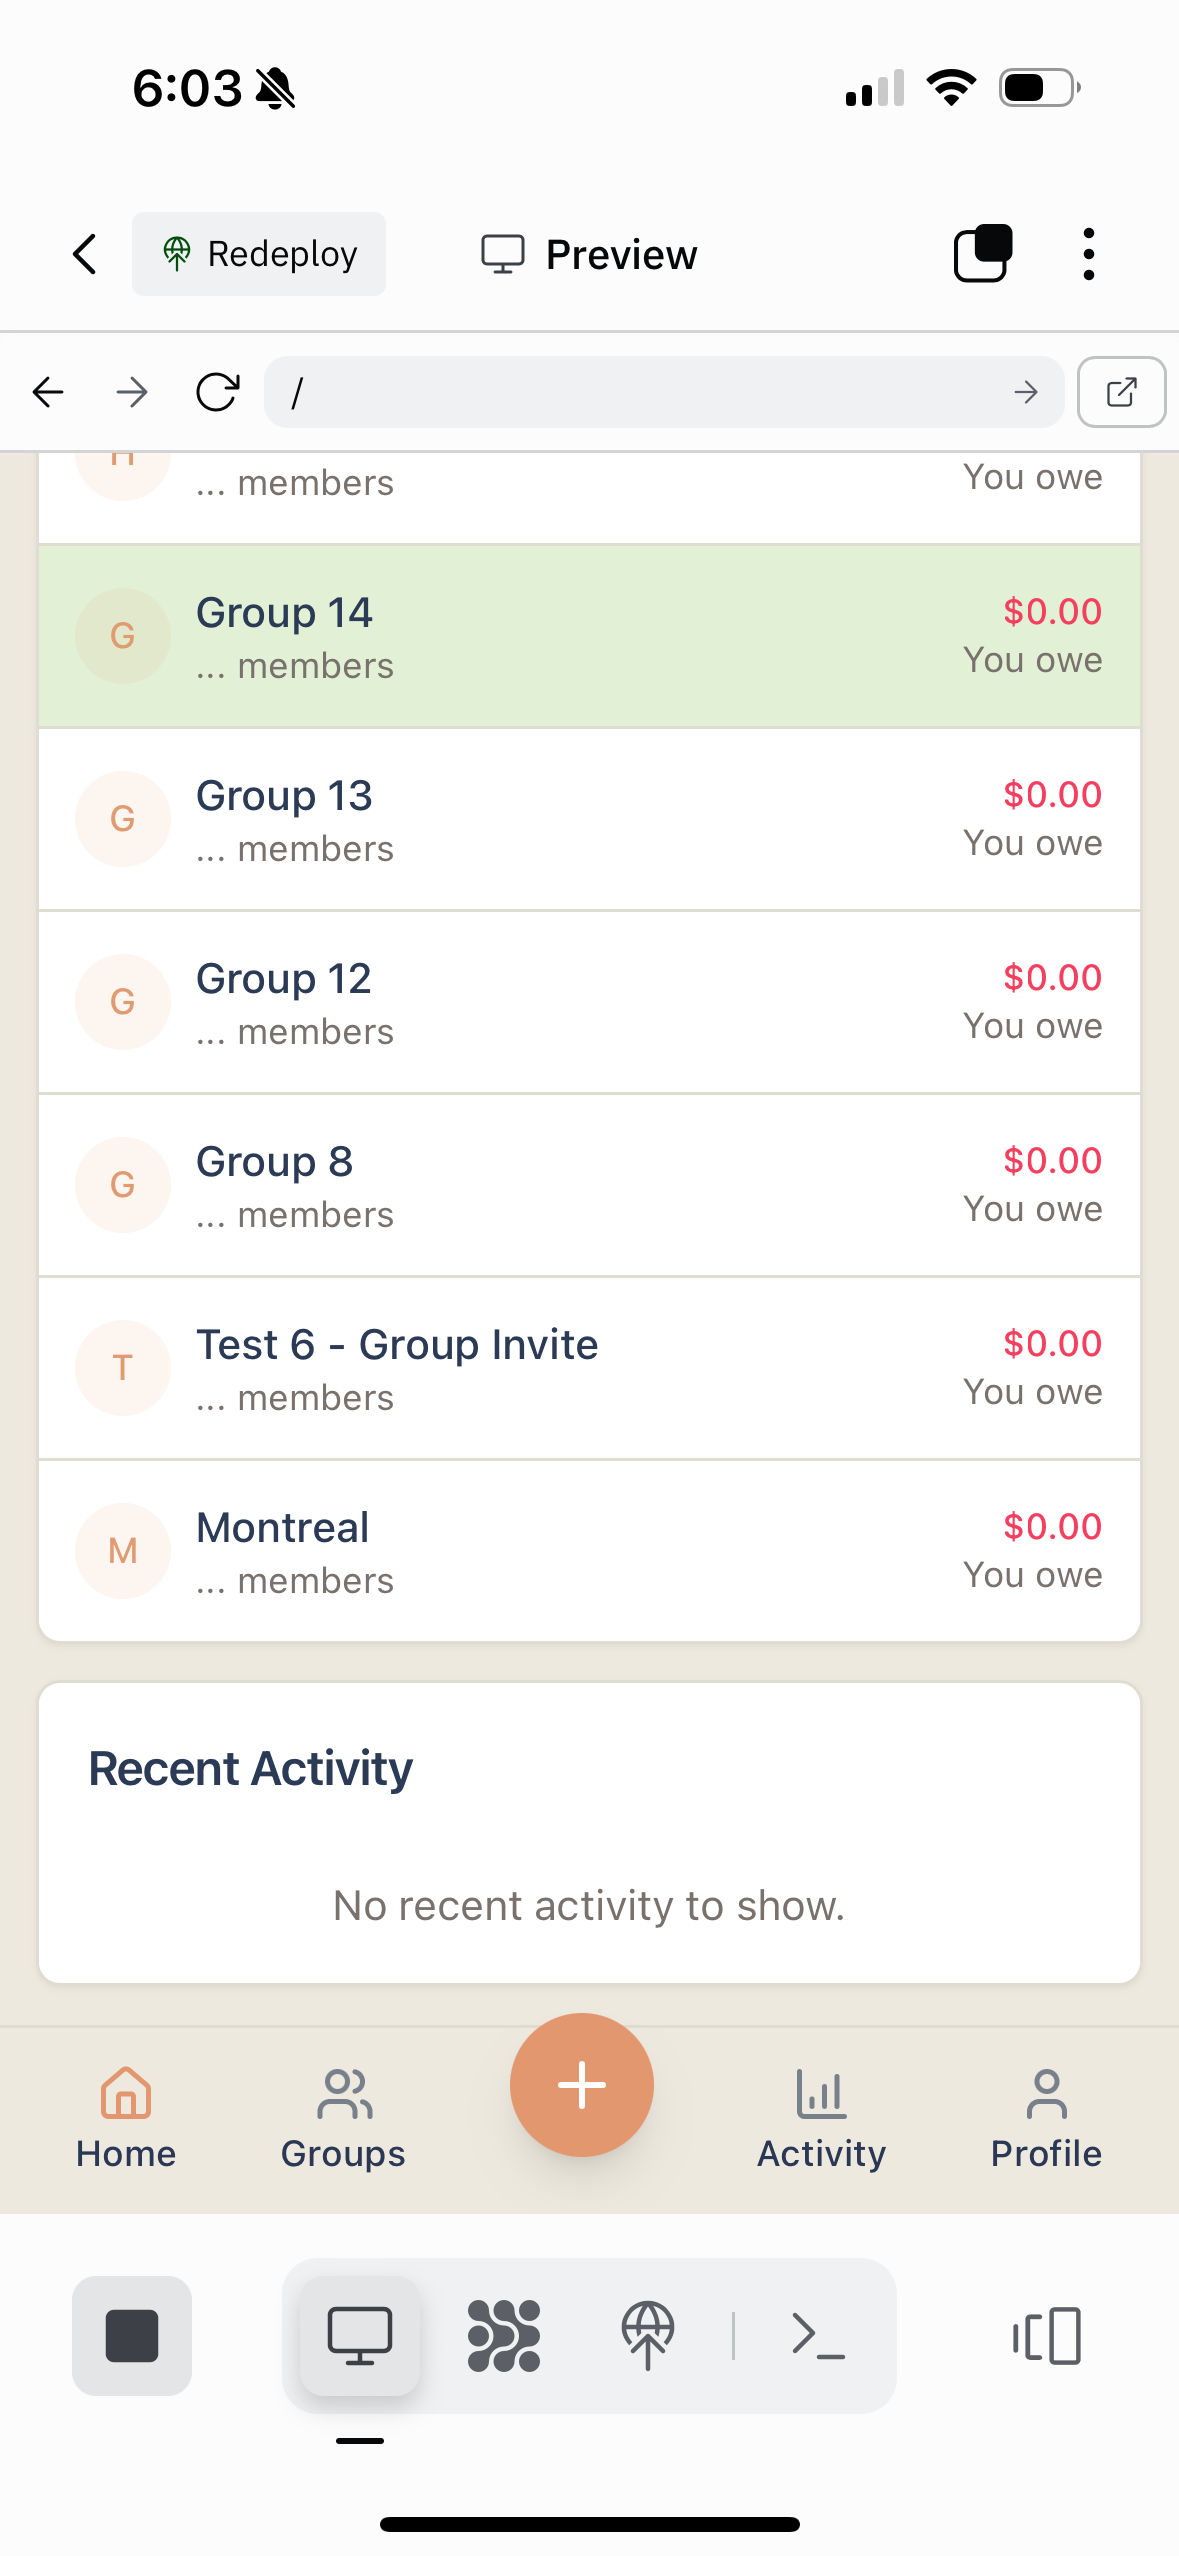 6:03
Redeploy
Preview
/
... members
You owe
G
Group 14
... members
$0.00
You owe
G
Group 13
... members
$0.00
You owe
G
Group 12
... members
$0.00
You owe
G
Group 8
... members
$0.00
You owe
T
Test 6 - Group Invite
... members
$0.00
You owe
M
Montreal
... members
$0.00
You owe
Recent Activity
No recent activity to show.
Home
Groups
Activity
Profile